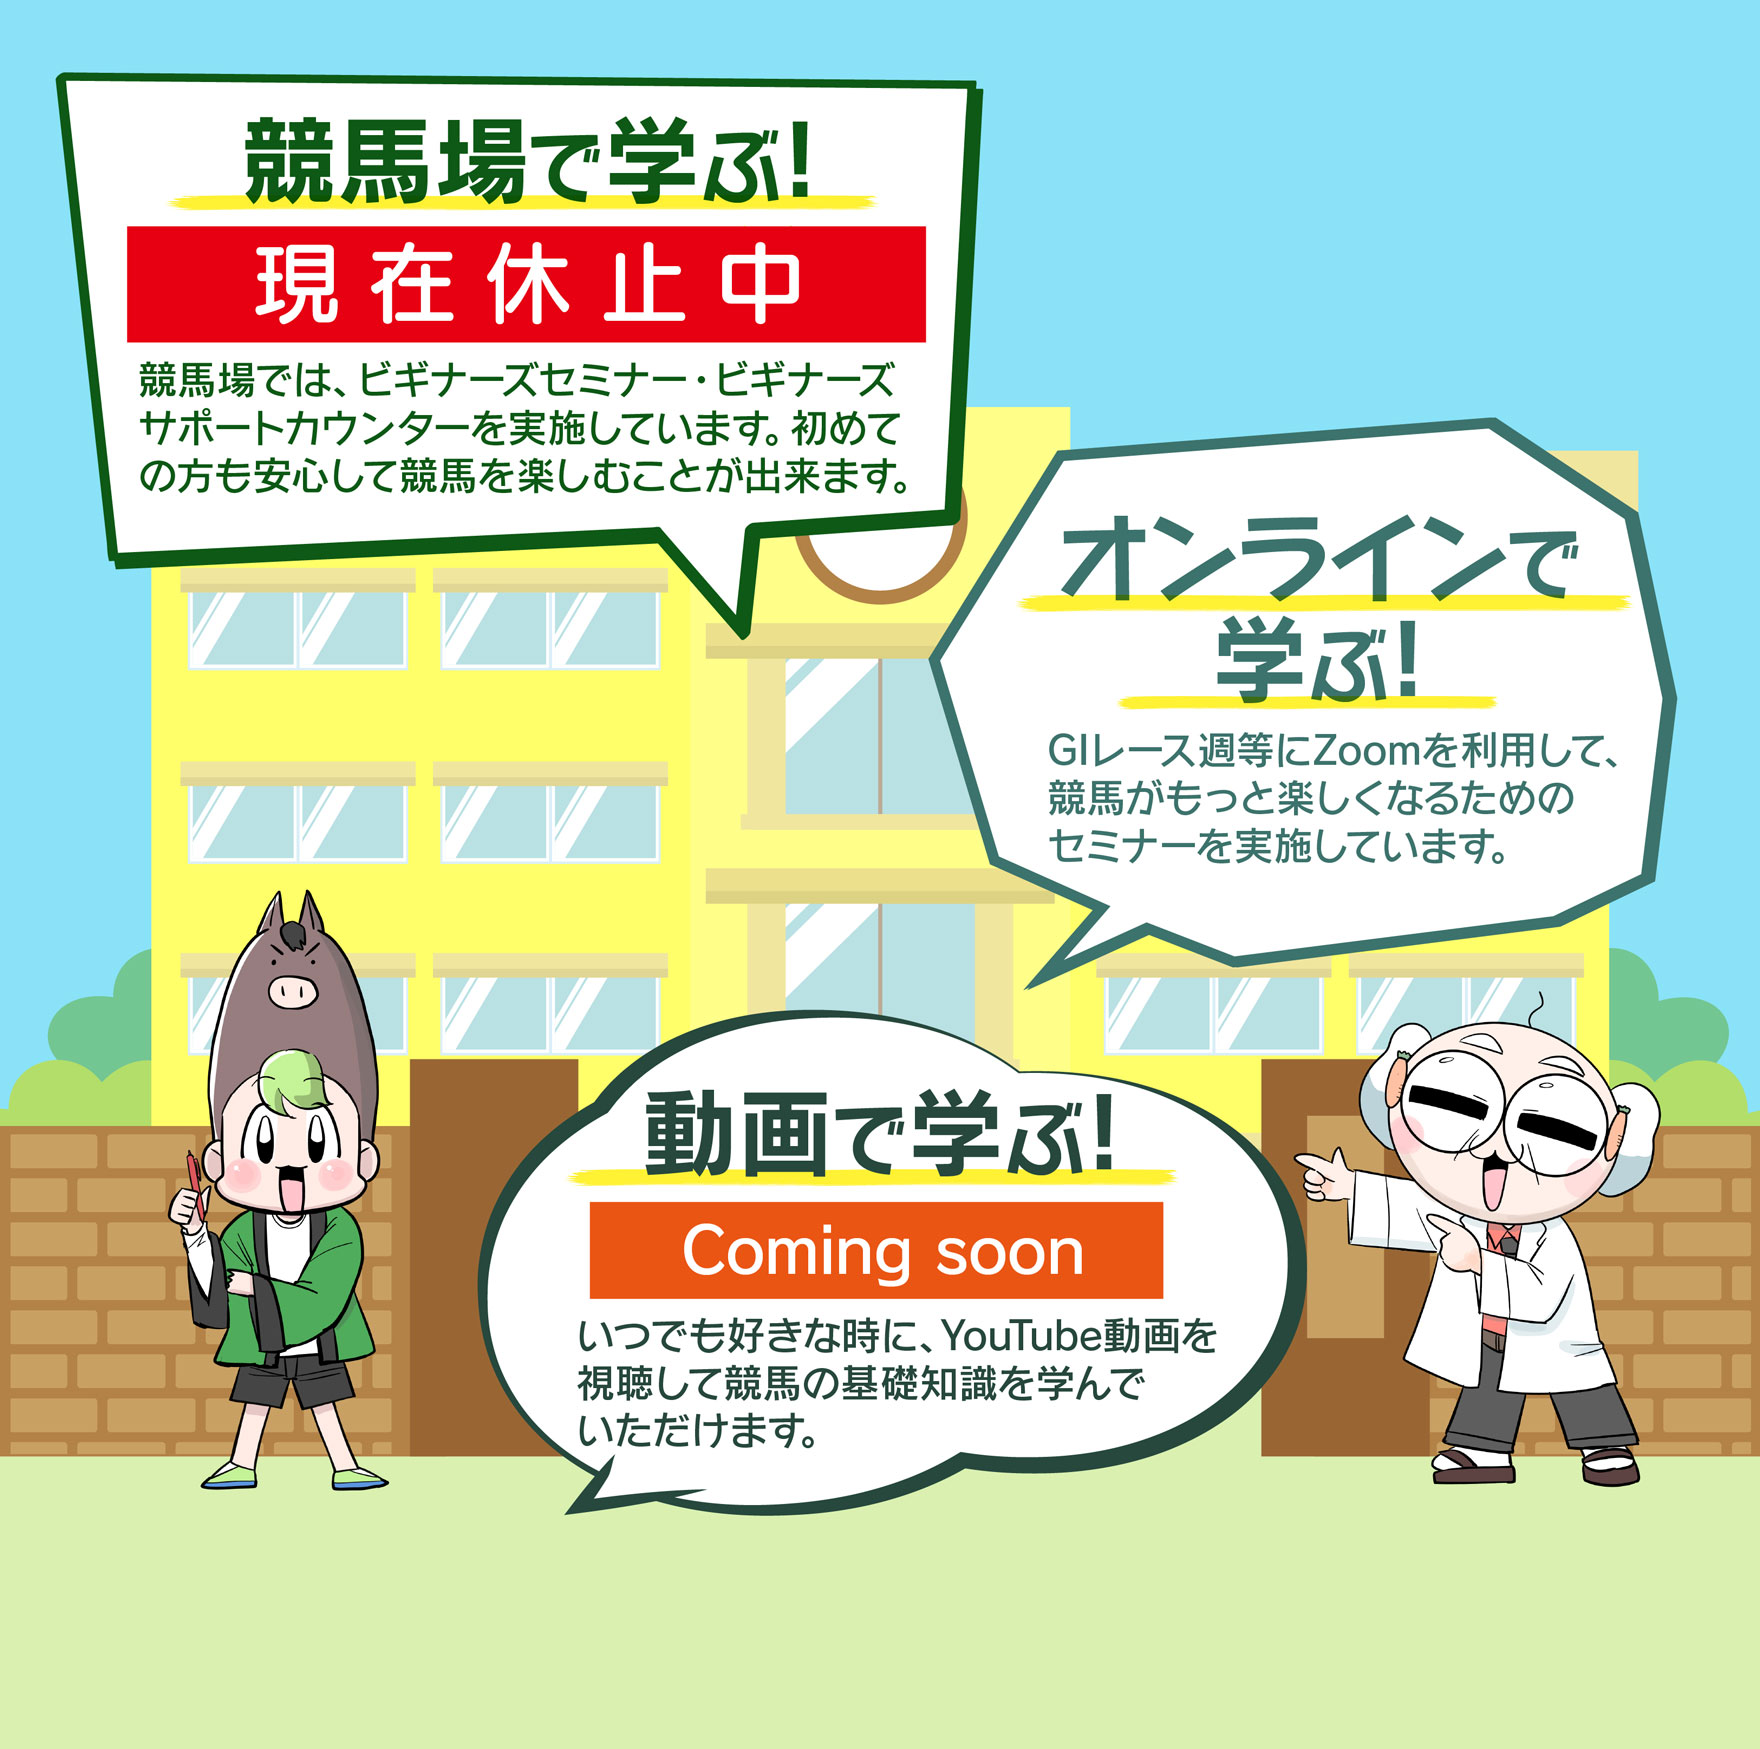 競馬場で学ぶ!
現在休止中
競馬場では、ビギナーズセミナー・ビギナーズ
サポートカウンターを実施しています。初めて
の方も安心して競馬を楽しむことが出来ます。
オンラインで
学ぶ!
GIレース週等にZoomを利用して、
競馬がもっと楽しくなるための
セミナーを実施しています。
動画で学ぶ!
Coming soon
いつでも好きな時に、YouTube動画を
視聴して競馬の基礎知識を学んで
いただけます。